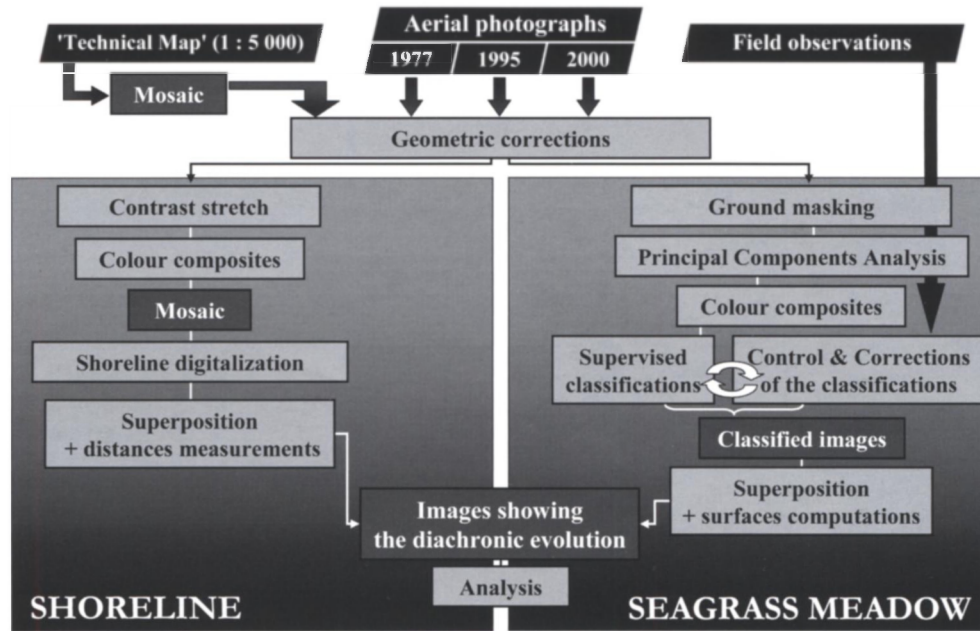 'Technical Map' (1 : 5 000)
Aerial photographs
1977 1995 2000
Field observations
Mosaic
Geometric corrections
Contrast stretch
Colour composites
Mosaic
Shoreline digitalization
Superposition
+ distances measurements
Ground masking
Principal Components Analysis
Colour composites
Supervised
classifications
Control & Corrections
of the classifications
Classified images
Superposition
+ surfaces computations
Images showing
the diachronic evolution
Analysis
SHORELINE
SEAGRASS MEADOW